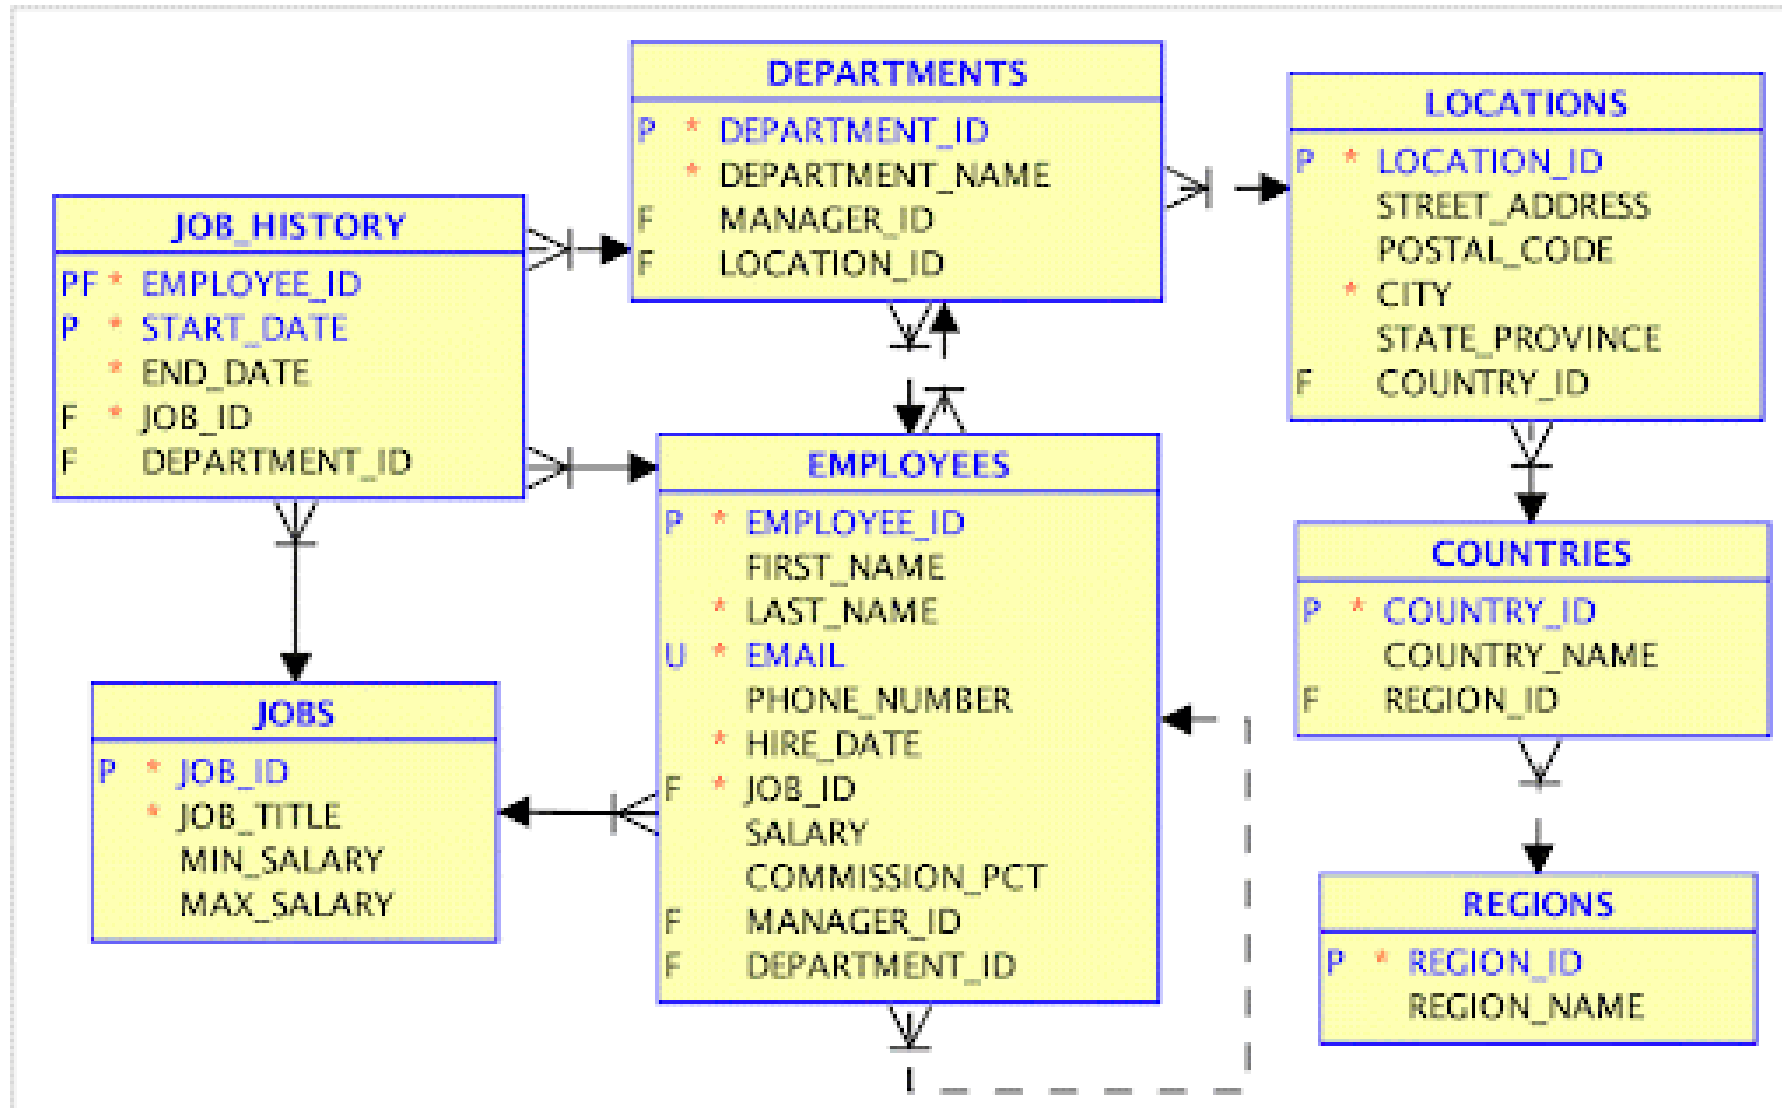 DEPARTMENTS
P * DEPARTMENT_ID
* DEPARTMENT_NAME
F MANAGER_ID
F LOCATION_ID
LOCATIONS
P * LOCATION_ID
STREET_ADDRESS
POSTAL_CODE
* CITY
STATE_PROVINCE
F COUNTRY_ID
JOB_HISTORY
PF * EMPLOYEE_ID
P * START_DATE
* END_DATE
F * JOB_ID
F DEPARTMENT_ID
EMPLOYEES
P * EMPLOYEE_ID
FIRST_NAME
* LAST_NAME
U * EMAIL
PHONE_NUMBER
* HIRE_DATE
F * JOB_ID
SALARY
COMMISSION_PCT
F MANAGER_ID
F DEPARTMENT_ID
COUNTRIES
P * COUNTRY_ID
COUNTRY_NAME
F REGION_ID
JOBS
P * JOB_ID
* JOB_TITLE
MIN_SALARY
MAX_SALARY
REGIONS
P * REGION_ID
REGION_NAME